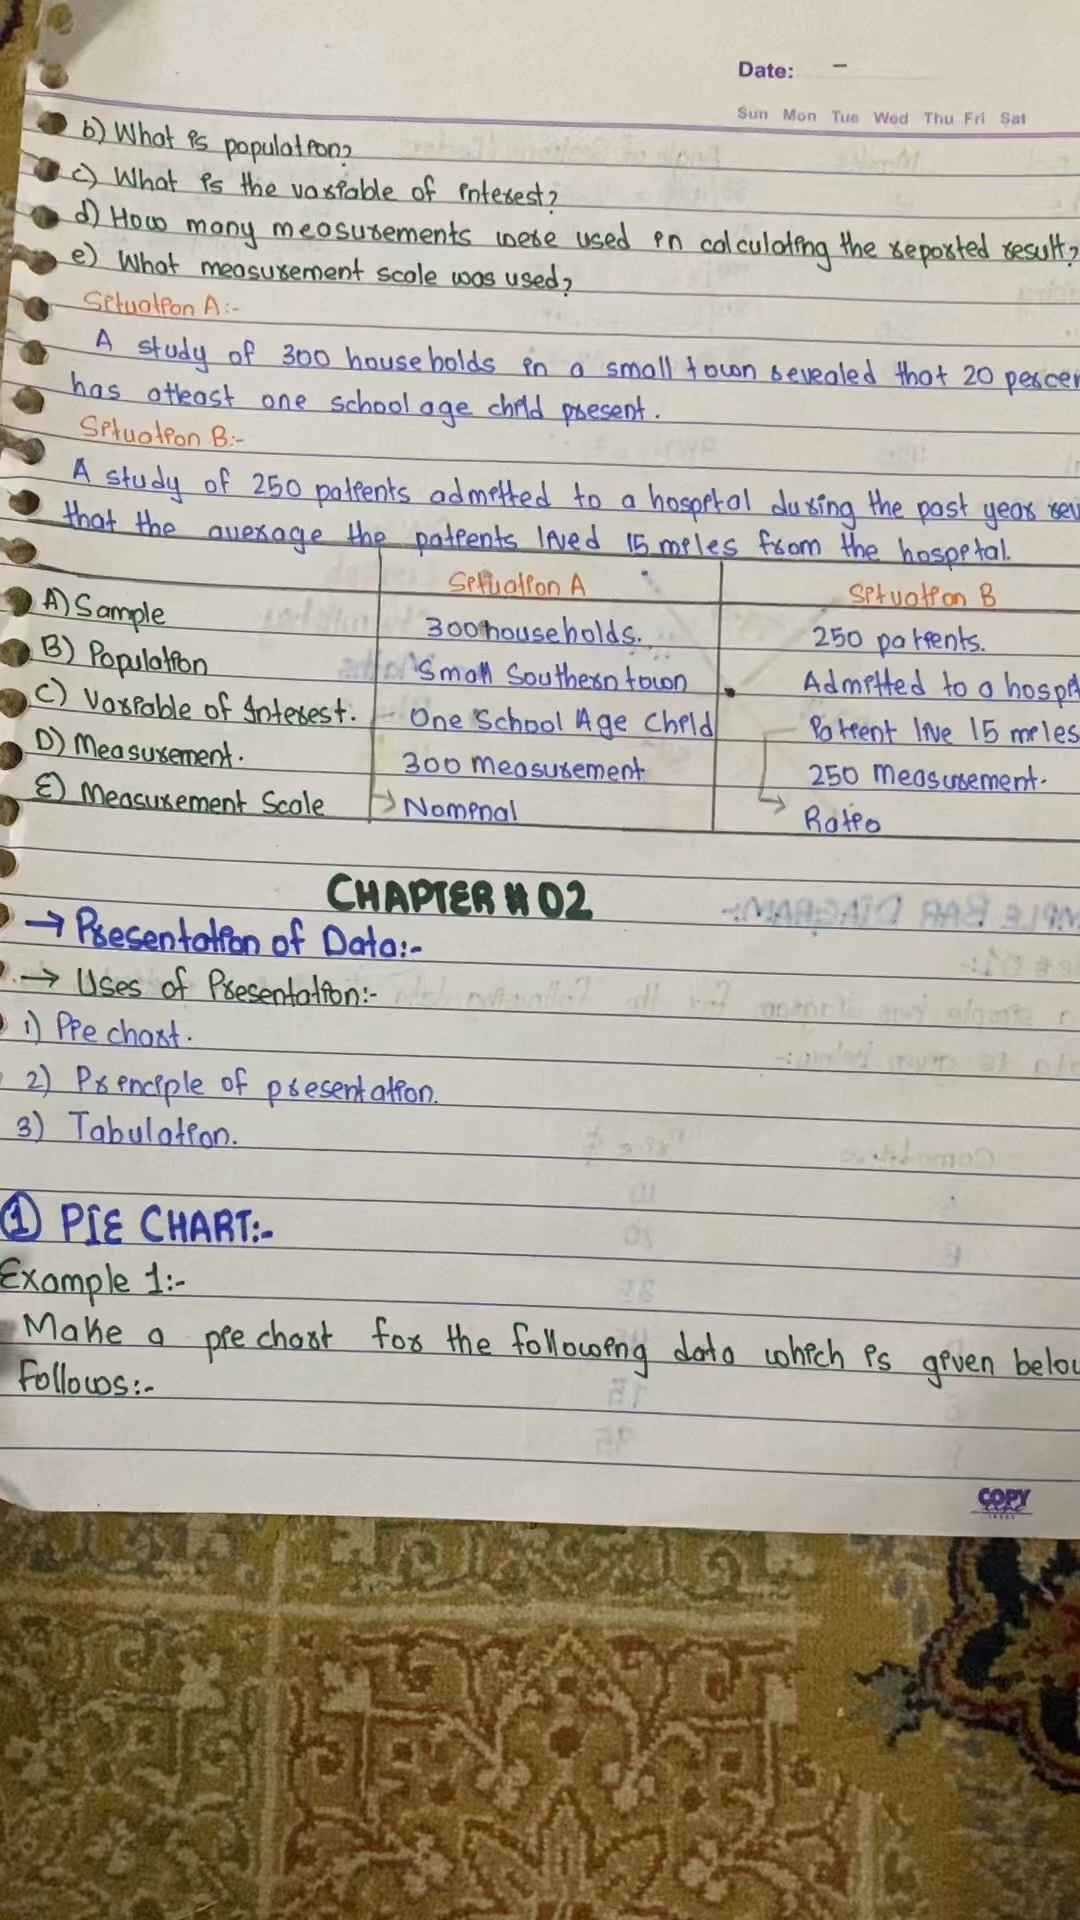 Date: –
Sun Mon Tue Wed Thu Fri Sat
b) What is population?
c) What is the variable of interest?
d) How many measurements were used in calculating the reported result?
e) What measurement scale was used?
Situation A:-
A study of 300 households in a small town revealed that 20 percen
has atleast one school age child present.
Situation B:-
A study of 250 patients admitted to a hospital during the past year rev
that the average the patients lived 15 miles from the hospital.
Situation A Situation B
A) Sample 300 households. 250 patients.
B) Population Small Southern town Admitted to a hospi
C) Variable of Interest. One School Age Child Patient live 15 miles
D) Measurement. 300 measurement 250 Measurement.
E) Measurement Scale → Nominal → Ratio
CHAPTER # 02
→ Presentation of Data:-
→ Uses of Presentation:-
1) Pie chart.
2) Principle of presentation.
3) Tabulation.
1 PIE CHART:-
Example 1:-
Make a pie chart for the following data which is given belo
follows:-
COPY